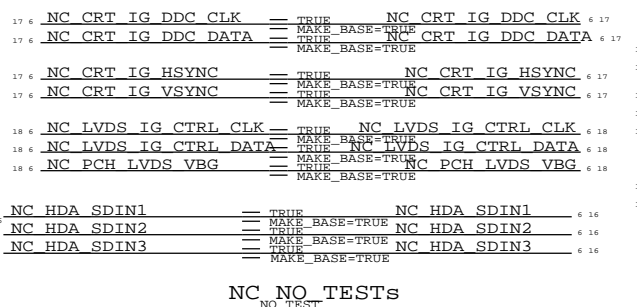 17 6 NC_CRT_IG_DDC_CLK TRUE NC_CRT_IG_DDC_CLK 6 17
MAKE_BASE=TRUE
17 6 NC_CRT_IG_DDC_DATA TRUE NC_CRT_IG_DDC_DATA 6 17
MAKE_BASE=TRUE
17 6 NC_CRT_IG_HSYNC TRUE NC_CRT_IG_HSYNC 6 17
MAKE_BASE=TRUE
17 6 NC_CRT_IG_VSYNC TRUE NC_CRT_IG_VSYNC 6 17
MAKE_BASE=TRUE
18 6 NC_LVDS_IG_CTRL_CLK TRUE NC_LVDS_IG_CTRL_CLK 6 18
MAKE_BASE=TRUE
18 6 NC_LVDS_IG_CTRL_DATA TRUE NC_LVDS_IG_CTRL_DATA 6 18
MAKE_BASE=TRUE
18 6 NC_PCH_LVDS_VBG TRUE NC_PCH_LVDS_VBG 6 18
MAKE_BASE=TRUE
NC_HDA_SDIN1 TRUE NC_HDA_SDIN1 6 16
MAKE_BASE=TRUE
NC_HDA_SDIN2 TRUE NC_HDA_SDIN2 6 16
MAKE_BASE=TRUE
NC_HDA_SDIN3 TRUE NC_HDA_SDIN3 6 16
MAKE_BASE=TRUE
NC NO_TESTs
NO_TEST